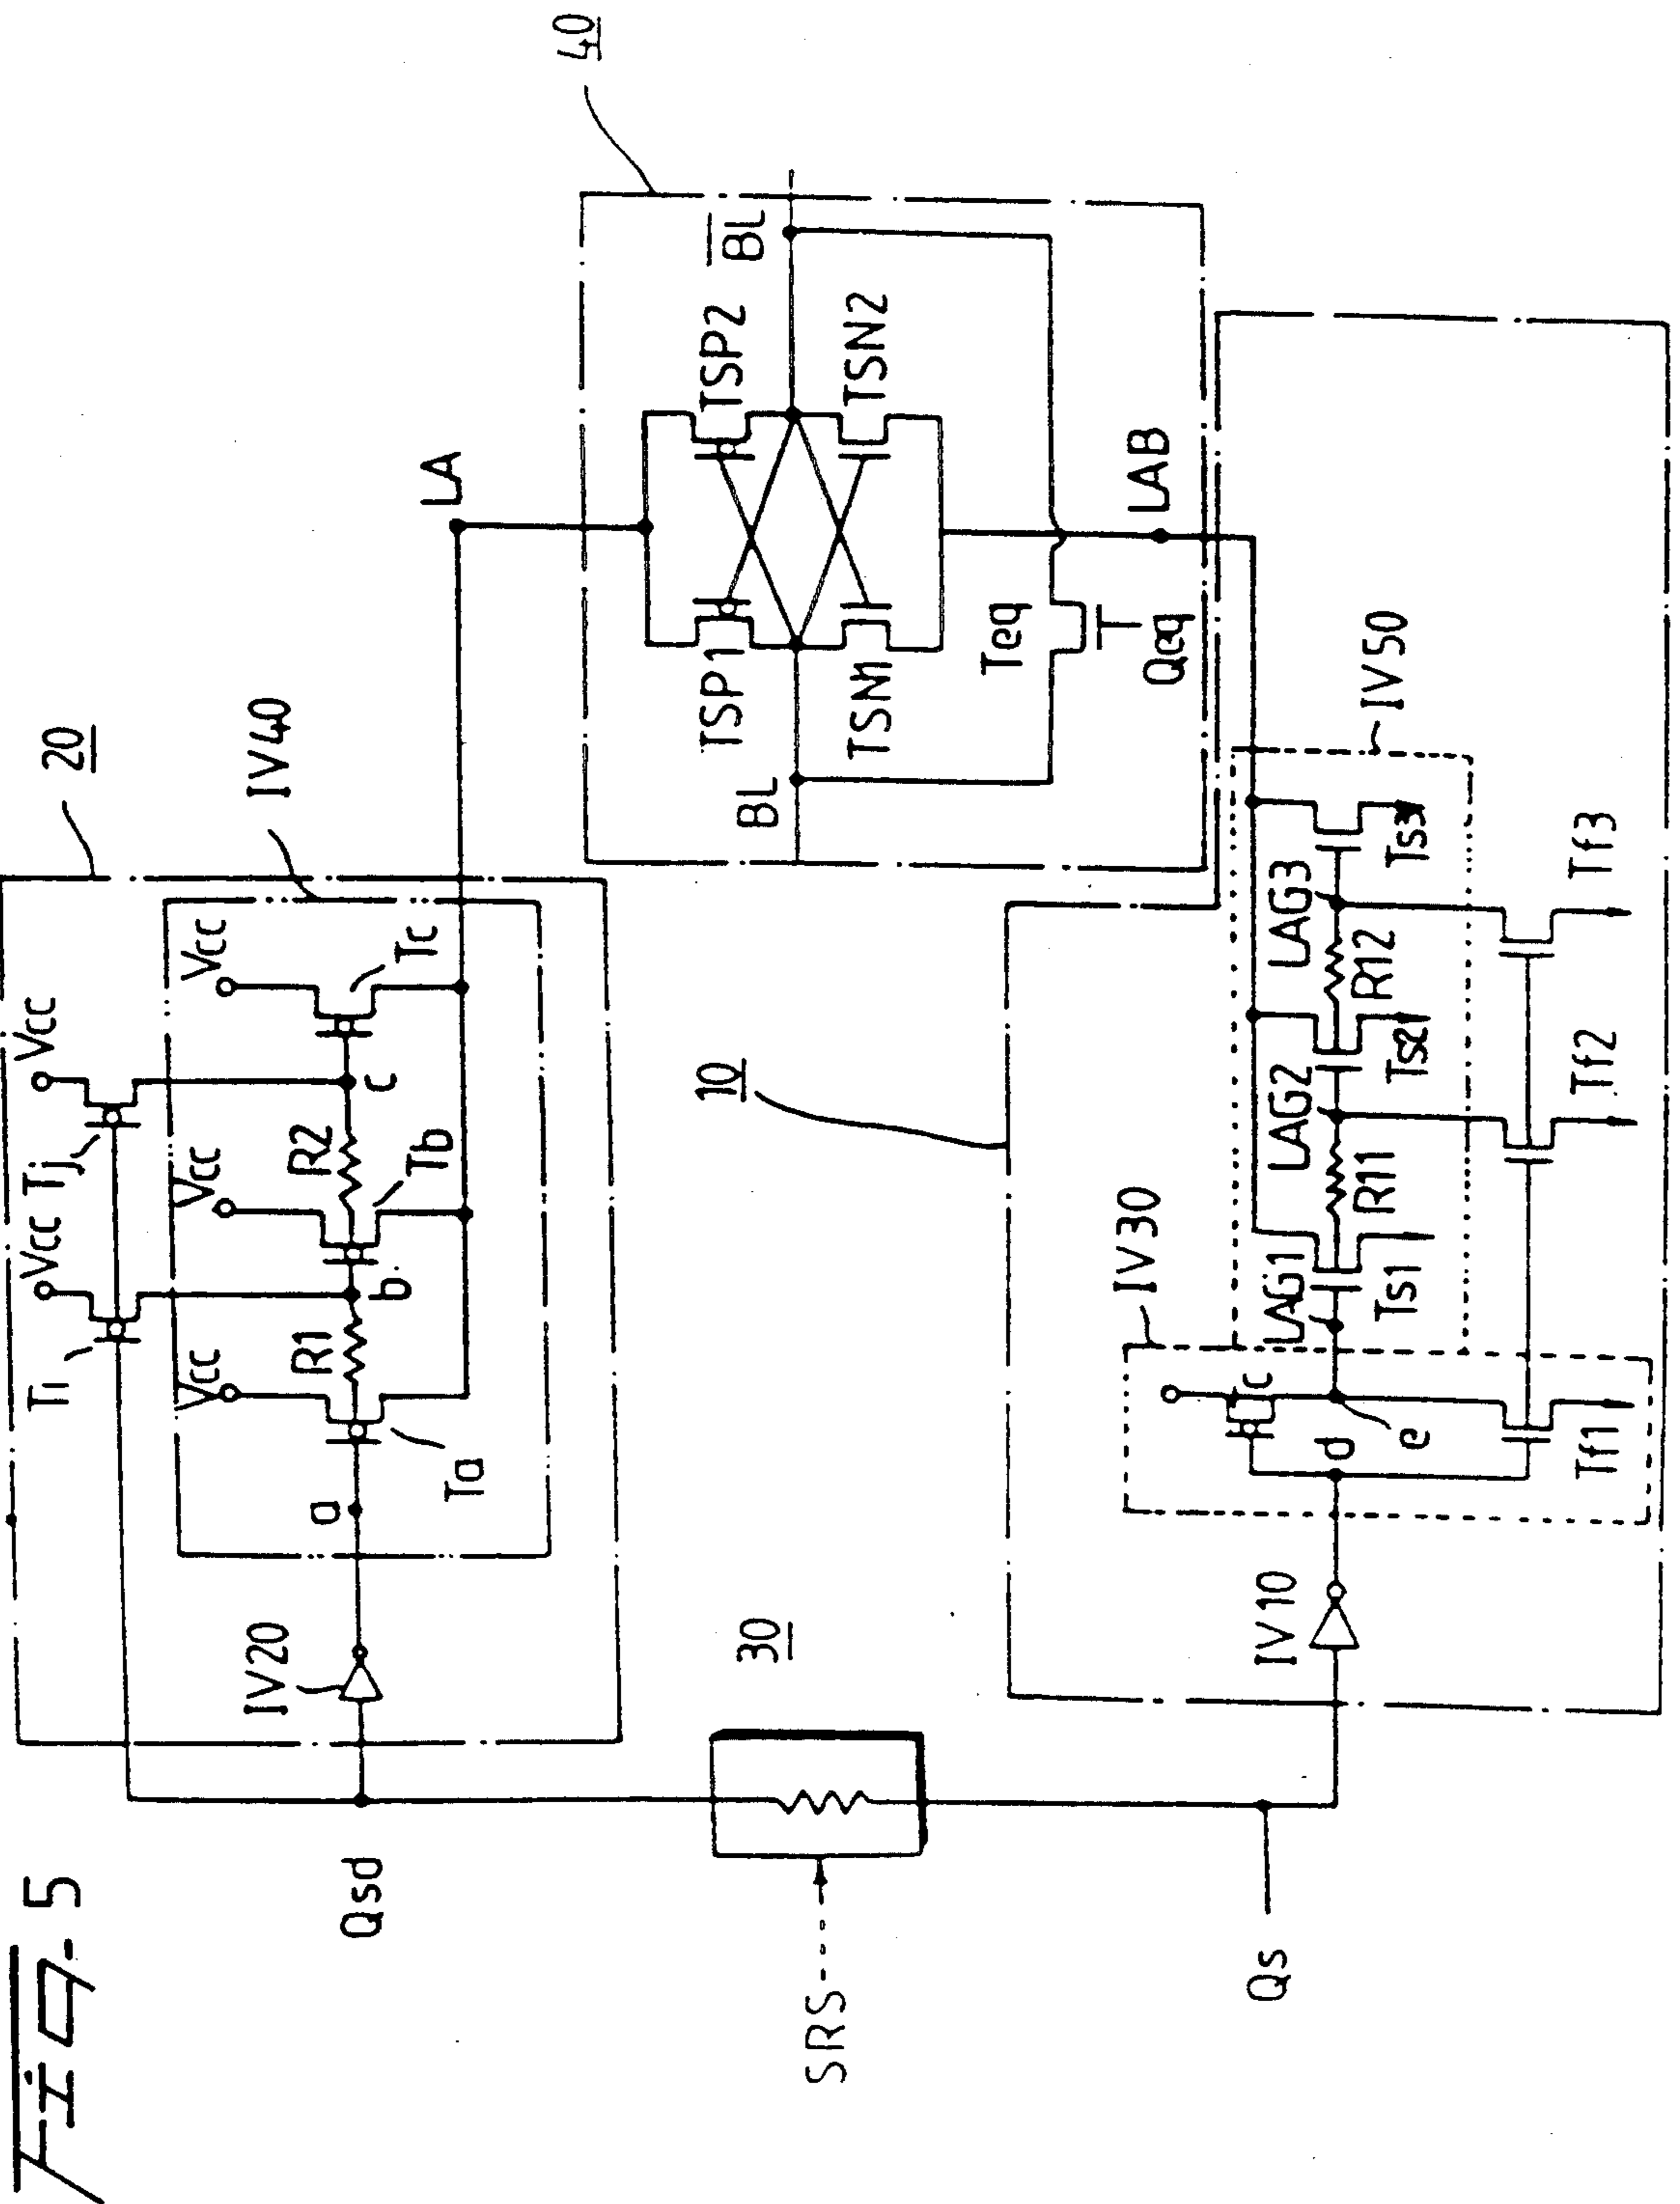 Fig. 5
20
IV40
Vcc
Vcc
Ti
Tj
Vcc
Vcc
Vcc
IV20
a
R1
b
R2
c
Ta
Tb
Tc
Qsd
LA
40
SRS
30
TSP1
TSP2
BL
BL
TSN1
TSN2
Teq
Qeq
LAB
10
Qs
IV10
IV30
Tc
d
e
LAG1
LAG2
LAG3
R11
R12
Ts1
Ts2
Ts3
IV50
Tf1
Tf2
Tf3